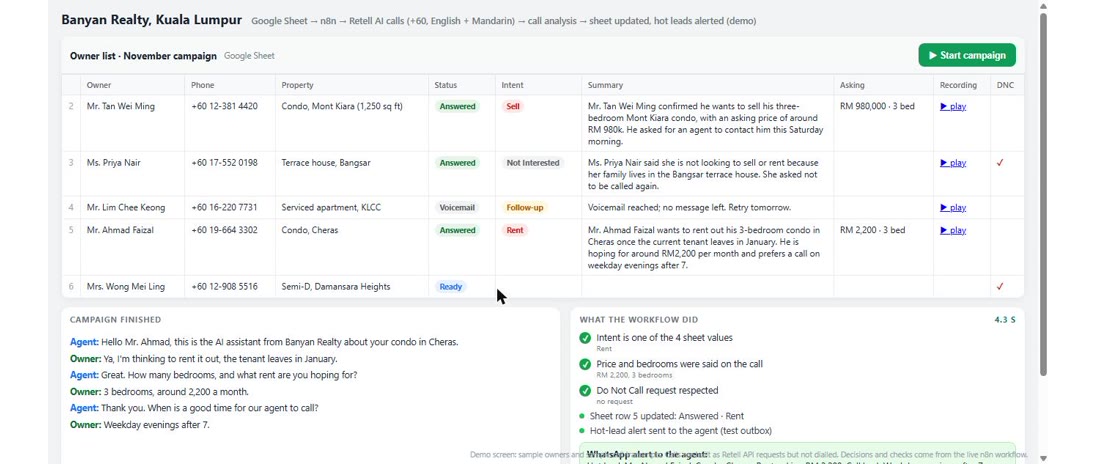 Banyan Realty, Kuala Lumpur Google Sheet → n8n → Retell AI calls (+60, English + Mandarin) → call analysis → sheet updated, hot leads alerted (demo)
Owner list · November campaign Google Sheet ▶ Start campaign
Owner Phone Property Status Intent Summary Asking Recording DNC
2 Mr. Tan Wei Ming +60 12-381 4420 Condo, Mont Kiara (1,250 sq ft) Answered Sell Mr. Tan Wei Ming confirmed he wants to sell his three- RM 980,000 · 3 bed ▶ play
bedroom Mont Kiara condo, with an asking price of around
RM 980k. He asked for an agent to contact him this Saturday
morning.
3 Ms. Priya Nair +60 17-552 0198 Terrace house, Bangsar Answered Not Interested Ms. Priya Nair said she is not looking to sell or rent because ▶ play ✓
her family lives in the Bangsar terrace house. She asked not
to be called again.
4 Mr. Lim Chee Keong +60 16-220 7731 Serviced apartment, KLCC Voicemail Follow-up Voicemail reached; no message left. Retry tomorrow. ▶ play
5 Mr. Ahmad Faizal +60 19-664 3302 Condo, Cheras Answered Rent Mr. Ahmad Faizal wants to rent out his 3-bedroom condo in RM 2,200 · 3 bed ▶ play
Cheras once the current tenant leaves in January. He is
hoping for around RM2,200 per month and prefers a call on
weekday evenings after 7.
6 Mrs. Wong Mei Ling +60 12-908 5516 Semi-D, Damansara Heights Ready ✓
CAMPAIGN FINISHED
Agent: Hello Mr. Ahmad, this is the AI assistant from Banyan Realty about your condo in Cheras.
Owner: Ya, I'm thinking to rent it out, the tenant leaves in January.
Agent: Great. How many bedrooms, and what rent are you hoping for?
Owner: 3 bedrooms, around 2,200 a month.
Agent: Thank you. When is a good time for our agent to call?
Owner: Weekday evenings after 7.
WHAT THE WORKFLOW DID 4.3 S
Intent is one of the 4 sheet values
Rent
Price and bedrooms were said on the call
RM 2,200, 3 bedrooms
Do Not Call request respected
no request
Sheet row 5 updated: Answered · Rent
Hot-lead alert sent to the agent (test outbox)
WhatsApp alert to the agent:
Demo screen: sample owners and as Retell API requests but not dialed. Decisions and checks come from the live n8n workflow.